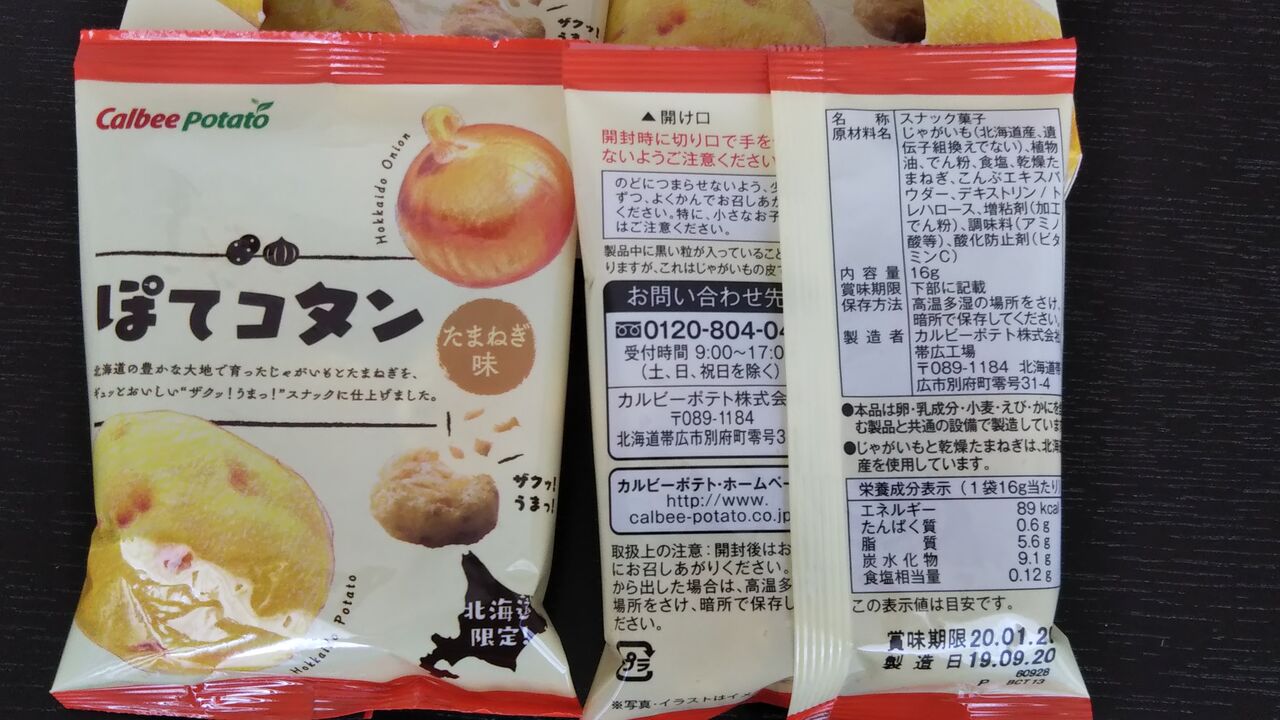 ザクッ!
Calbee Potato
Hokkaido Onion
ぽてコタン
たまねぎ
味
北海道の豊かな大地で育ったじゃがいもとたまねぎを、
ギュッとおいしい“ザクッ!うまっ!”スナックに仕上げました。
ザクッ!
うまっ!
Hokkaido Potato
北海道
限定!
▲開け口
開封時に切り口で手を
ないようご注意ください
のどにつまらせないよう、少
ずつ、よくかんでお召しあが
ください。特に、小さなお子
はご注意ください。
製品中に黒い粒が入っていること
りますが、これはじゃがいもの皮で
お問い合わせ先
0120-804-04
受付時間 9:00〜17:0
(土、日、祝日を除く)
カルビーポテト株式会
〒089-1184
北海道帯広市別府町零号3
カルビーポテト・ホームペー
http://www.
calbee-potato.co.jp
取扱上の注意:開封後はお
にお召しあがりください。
から出した場合は、高温多
場所をさけ、暗所で保存し
ださい。
プラ
※写真・イラストはイメ
名称 スナック菓子
原材料名 じゃがいも(北海道産、遺
伝子組換えでない)、植物
油、でん粉、食塩、乾燥た
まねぎ、こんぶエキスパ
ウダー、デキストリン/ト
レハロース、増粘剤(加工
でん粉)、調味料(アミノ
酸等)、酸化防止剤(ビタ
ミンC)
内容量 16g
賞味期限 下部に記載
保存方法 高温多湿の場所をさけ、
暗所で保存してください。
製造者 カルビーポテト株式会社
帯広工場
〒089-1184 北海道帯
広市別府町零号31-4
●本品は卵・乳成分・小麦・えび・かにを含
む製品と共通の設備で製造していま
●じゃがいもと乾燥たまねぎは、北海
産を使用しています。
栄養成分表示(1袋16g当たり)
エネルギー 89 kcal
たんぱく質 0.6g
脂質 5.6g
炭水化物 9.1g
食塩相当量 0.12g
この表示値は目安です。
賞味期限20.01.20
製造日19.09.20
60928
P BCT13